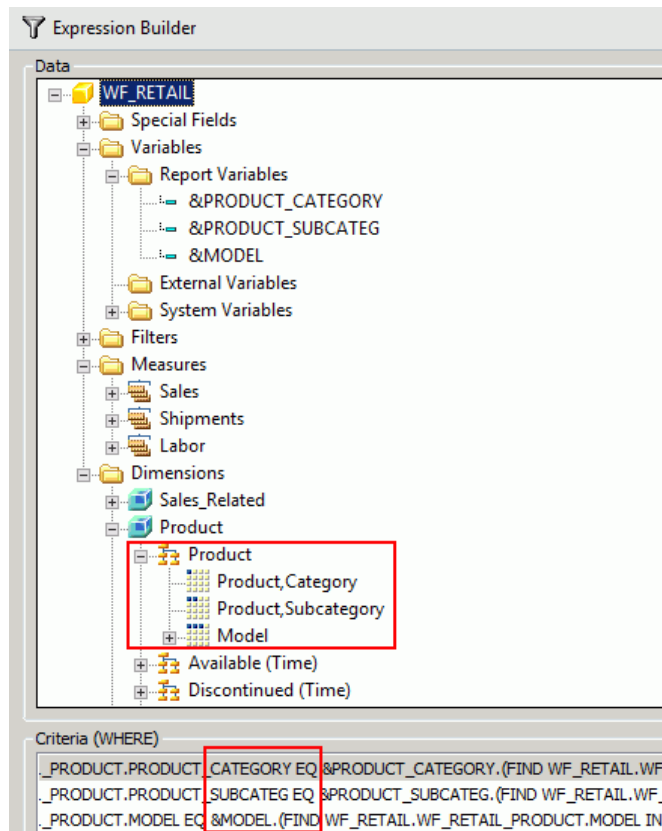 Expression Builder
Data
WF_RETAIL
Special Fields
Variables
Report Variables
&PRODUCT_CATEGORY
&PRODUCT_SUBCATEG
&MODEL
External Variables
System Variables
Filters
Measures
Sales
Shipments
Labor
Dimensions
Sales_Related
Product
Product
Product,Category
Product,Subcategory
Model
Available (Time)
Discontinued (Time)
Criteria (WHERE)
._PRODUCT.PRODUCT_CATEGORY EQ &PRODUCT_CATEGORY.(FIND WF_RETAIL.WF
._PRODUCT.PRODUCT_SUBCATEG EQ &PRODUCT_SUBCATEG.(FIND WF_RETAIL.WF_
._PRODUCT.MODEL EQ &MODEL.(FIND WF_RETAIL.WF_RETAIL_PRODUCT.MODEL IN